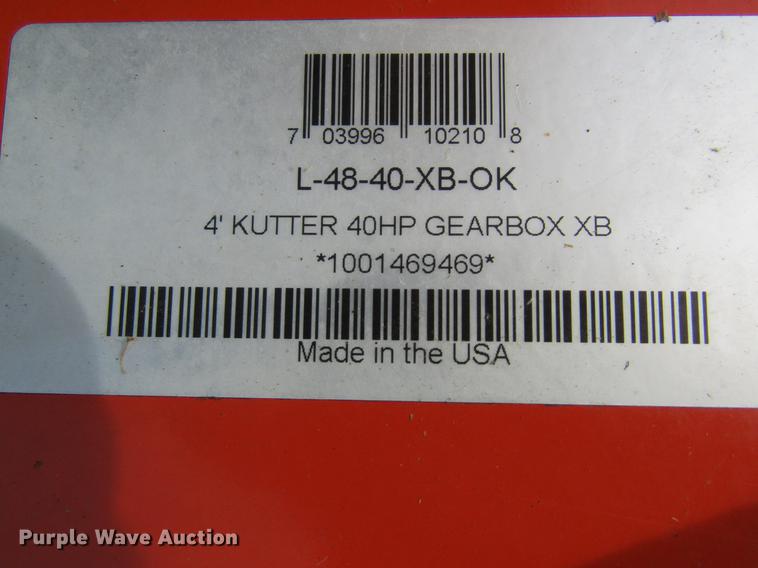 7 03996 10210 8
L-48-40-XB-OK
4' KUTTER 40HP GEARBOX XB
*1001469469*
Made in the USA
Purple Wave Auction